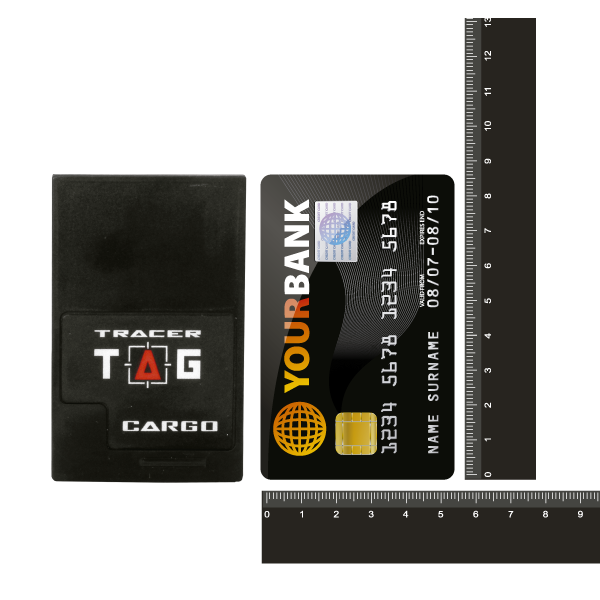 TRACER
TAG
CARGO
YOURBANK
1234 5678 1234 5678
VALID FROM
EXPIRES END
08/07-08/10
NAME SURNAME
13
12
11
10
9
8
7
6
5
4
3
2
1
0
0 1 2 3 4 5 6 7 8 9